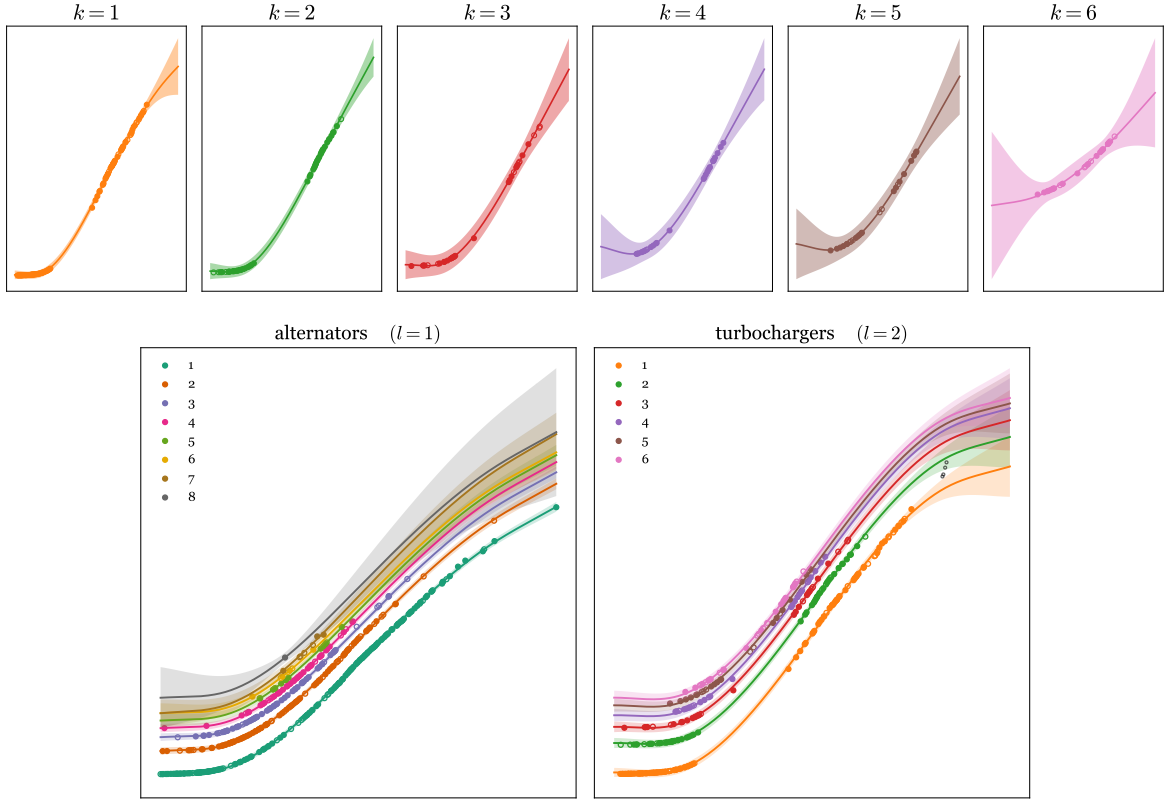 k = 1
k = 2
k = 3
k = 4
k = 5
k = 6
alternators (l = 1)
1
2
3
4
5
6
7
8
turbochargers (l = 2)
1
2
3
4
5
6